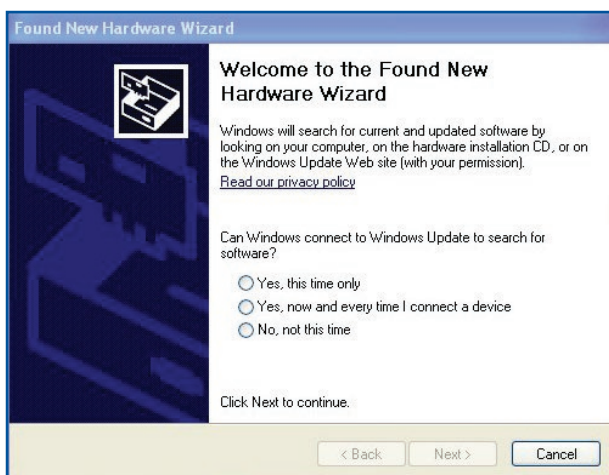 Found New Hardware Wizard
Welcome to the Found New
Hardware Wizard
Windows will search for current and updated software by
looking on your computer, on the hardware installation CD, or on
the Windows Update Web site (with your permission).
Read our privacy policy
Can Windows connect to Windows Update to search for
software?
Yes, this time only
Yes, now and every time I connect a device
No, not this time
Click Next to continue.
< Back Next > Cancel